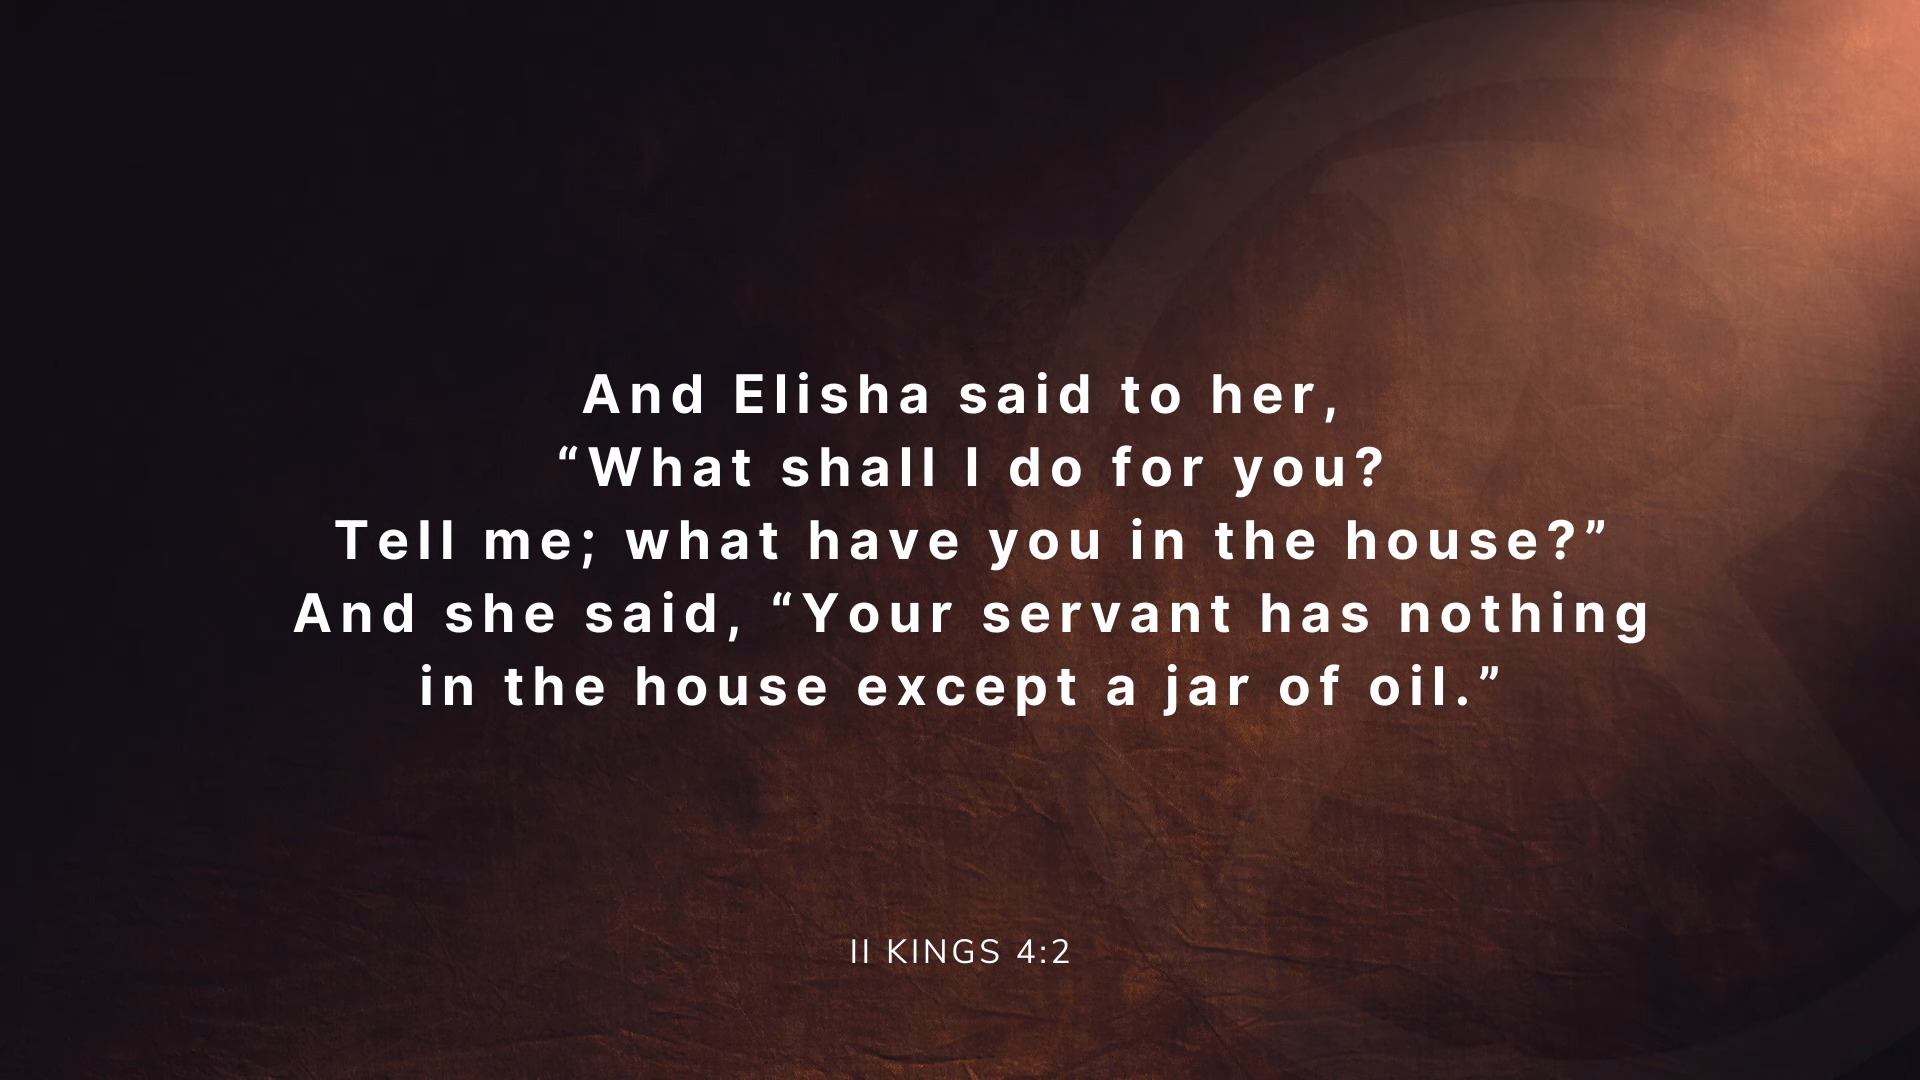 And Elisha said to her,
“What shall I do for you?
Tell me; what have you in the house?”
And she said, “Your servant has nothing
in the house except a jar of oil.”
II KINGS 4:2